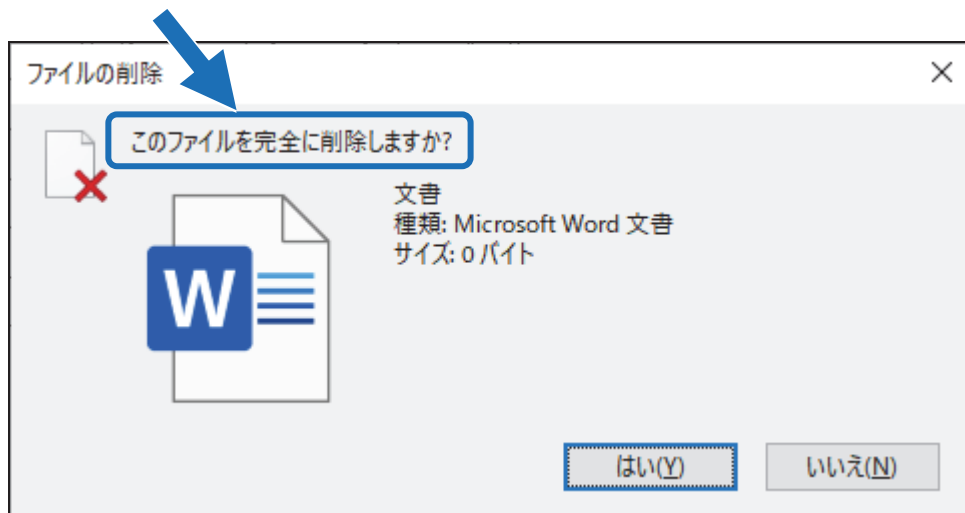 ファイルの削除
このファイルを完全に削除しますか?
文書
種類: Microsoft Word 文書
サイズ: 0 バイト
W
はい(Y)
いいえ(N)